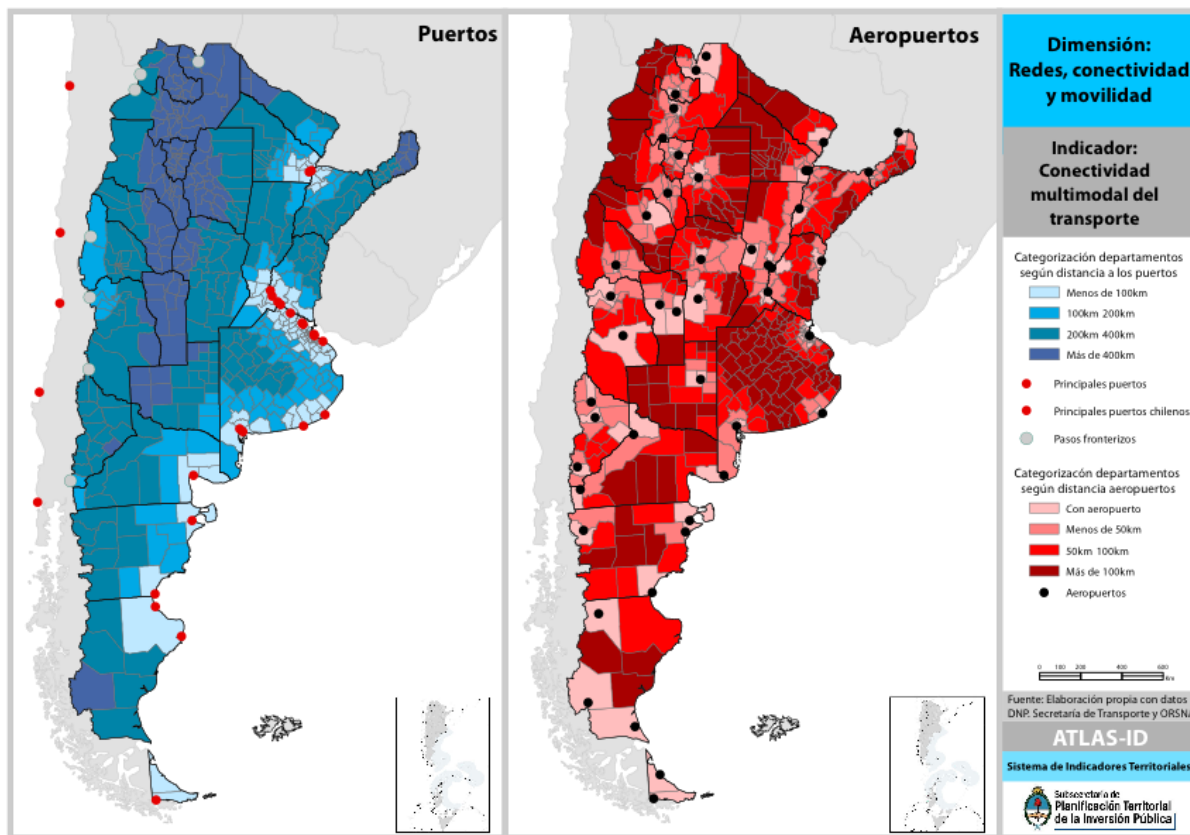 Puertos
Aeropuertos
Dimensión:
Redes, conectividad
y movilidad
Indicador:
Conectividad
multimodal del
transporte
Categorización departamentos
según distancia a los puertos
Menos de 100km
100km 200km
200km 400km
Más de 400km
Principales puertos
Principales puertos chilenos
Pasos fronterizos
Categorizacón departamentos
según distancia aeropuertos
Con aeropuerto
Menos de 50km
50km 100km
Más de 100km
Aeropuertos
0 100 200 400 600
Km
Fuente: Elaboración propia con datos
DNP. Secretaría de Transporte y ORSNA
ATLAS-ID
Sistema de Indicadores Territoriales
Subsecretaría de
Planificación Territorial
de la Inversión Pública